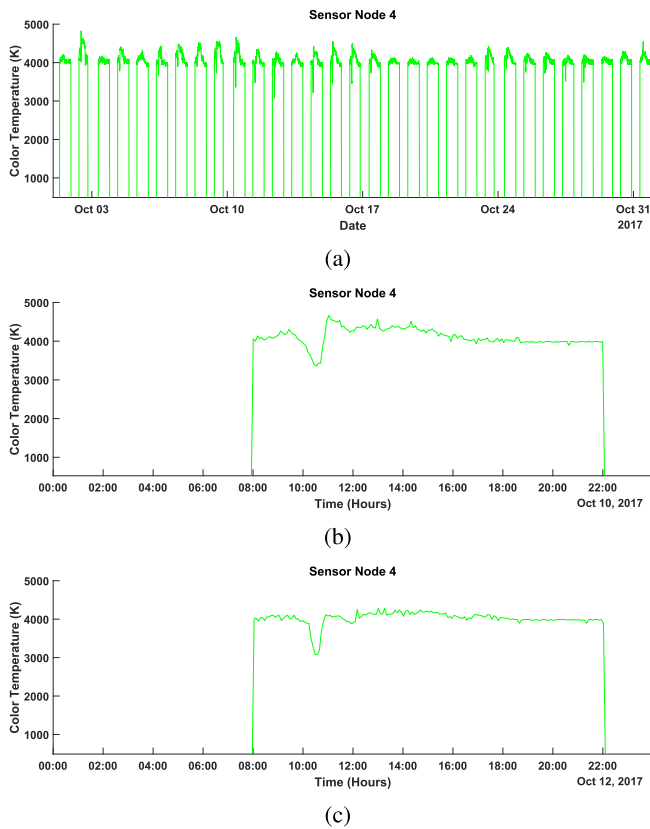 Sensor Node 4
5000
4000
3000
2000
1000
Color Temperature (K)
Oct 03 Oct 10 Oct 17 Oct 24 Oct 31
Date 2017
(a)
Sensor Node 4
5000
4000
3000
2000
1000
Color Temperature (K)
00:00 02:00 04:00 06:00 08:00 10:00 12:00 14:00 16:00 18:00 20:00 22:00
Time (Hours) Oct 10, 2017
(b)
Sensor Node 4
5000
4000
3000
2000
1000
Color Temperature (K)
00:00 02:00 04:00 06:00 08:00 10:00 12:00 14:00 16:00 18:00 20:00 22:00
Time (Hours) Oct 12, 2017
(c)